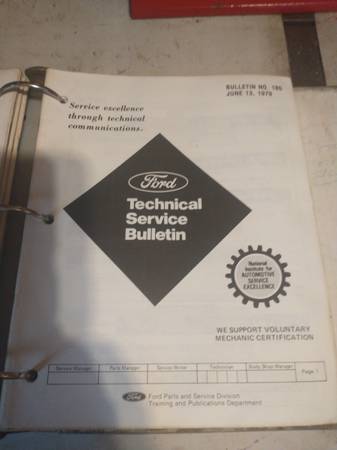 BULLETIN NO. 186
JUNE 13, 1979
Service excellence
through technical
communications.
Ford
Technical
Service
Bulletin
National
Institute for
AUTOMOTIVE
SERVICE
EXCELLENCE
WE SUPPORT VOLUNTARY
MECHANIC CERTIFICATION
Service Manager Parts Manager Service Writer Technician Body Shop Manager Page 1
Ford Ford Parts and Service Division
Training and Publications Department